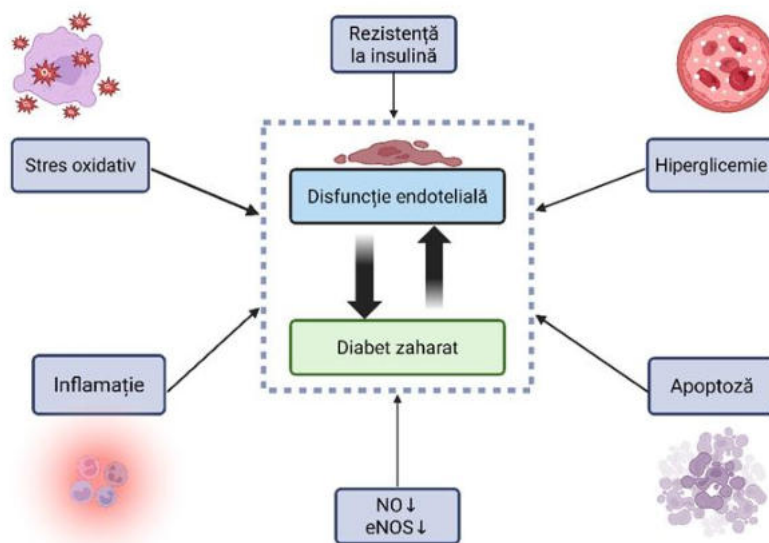 Rezistență
la insulină
Stres oxidativ
Hiperglicemie
Disfuncție endotelială
Diabet zaharat
Inflamație
Apoptoză
NO↓
eNOS↓